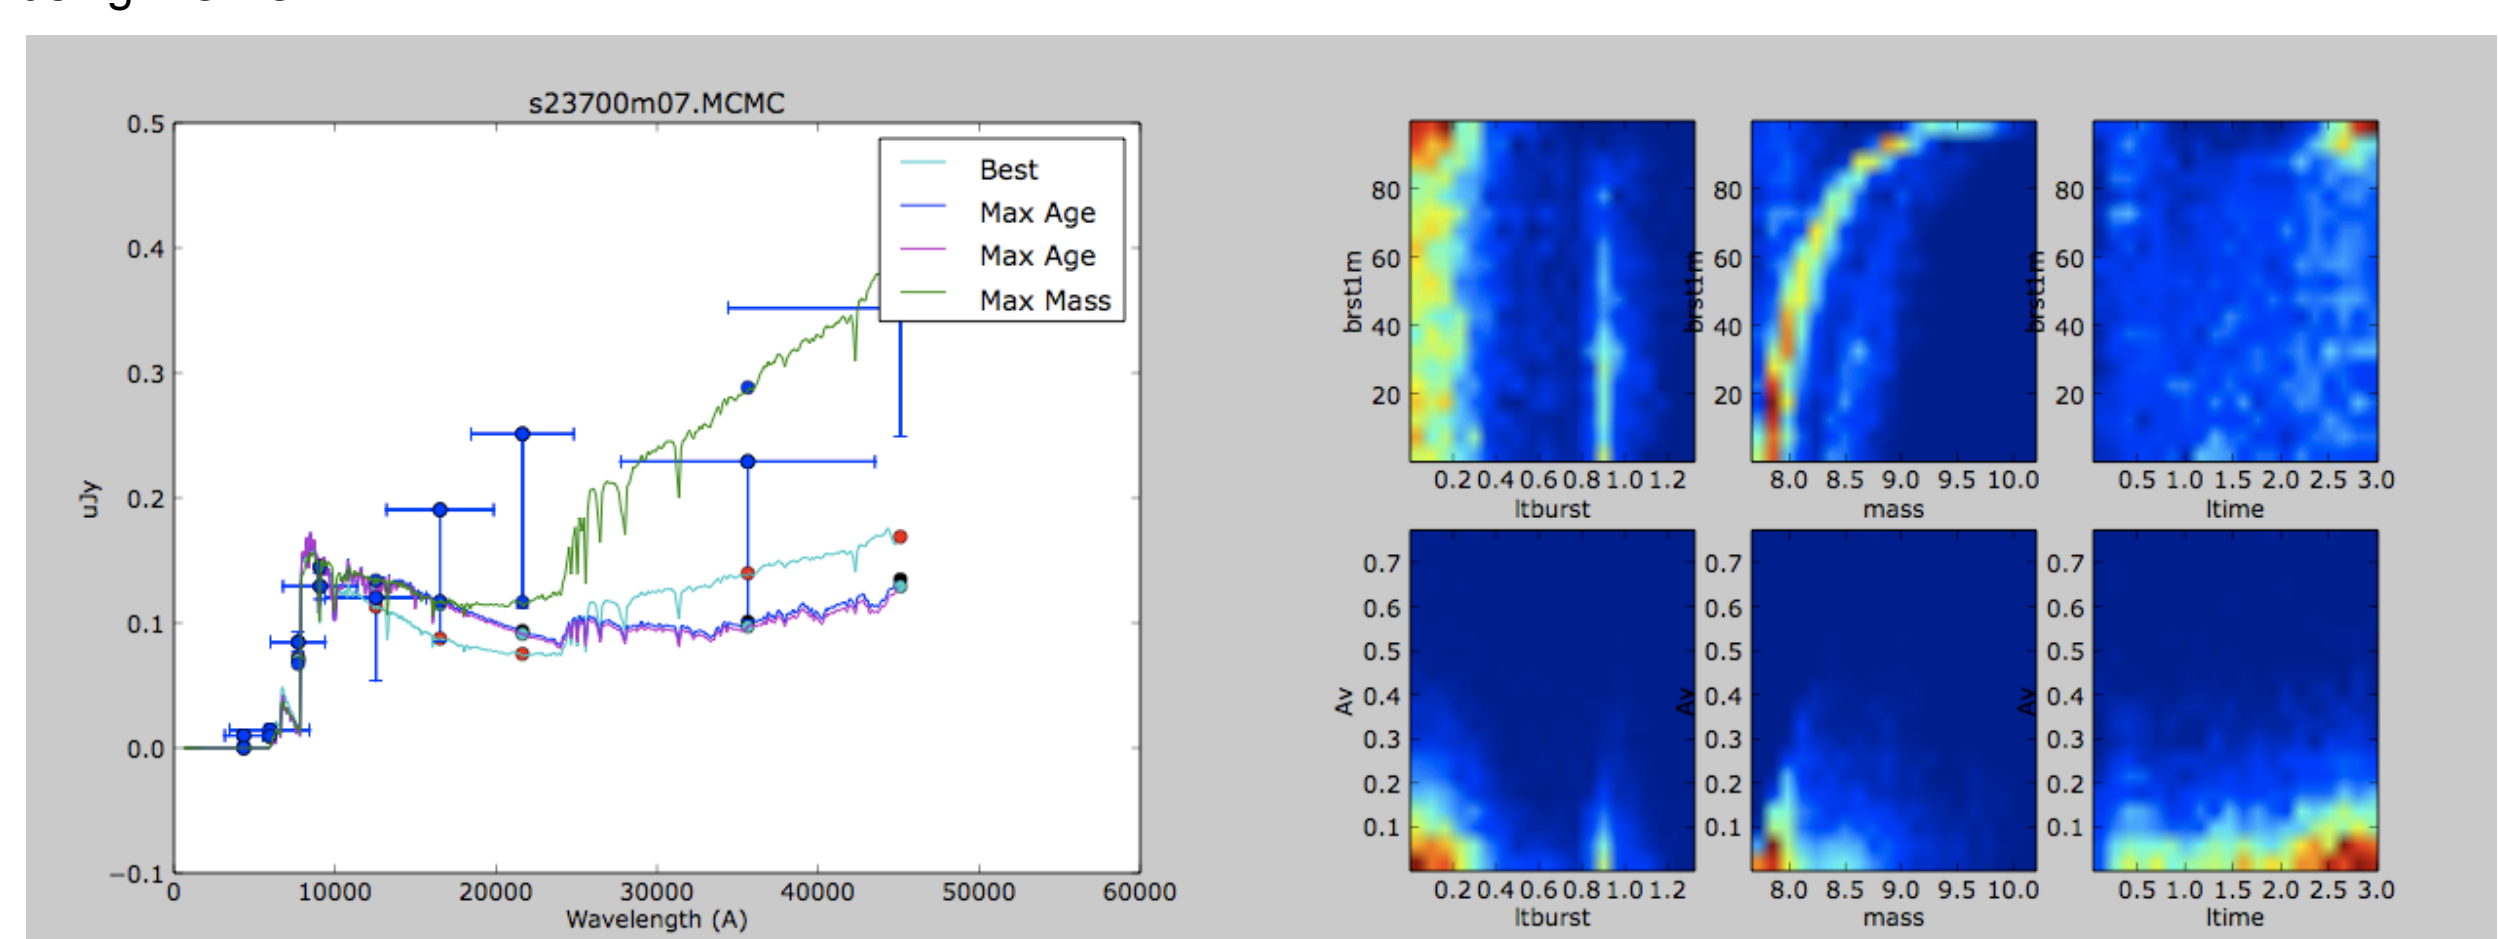 s23700m07.MCMC
0.5
0.4
0.3
0.2
0.1
0.0
−0.1
uJy
0 10000 20000 30000 40000 50000 60000
Wavelength (A)
Best
Max Age
Max Age
Max Mass
80
60
40
20
brst1m
0.2 0.4 0.6 0.8 1.0 1.2
ltburst
80
60
40
20
brst1m
8.0 8.5 9.0 9.5 10.0
mass
80
60
40
20
brst1m
0.5 1.0 1.5 2.0 2.5 3.0
ltime
0.7
0.6
0.5
0.4
0.3
0.2
0.1
Av
0.2 0.4 0.6 0.8 1.0 1.2
ltburst
0.7
0.6
0.5
0.4
0.3
0.2
0.1
Av
8.0 8.5 9.0 9.5 10.0
mass
0.7
0.6
0.5
0.4
0.3
0.2
0.1
Av
0.5 1.0 1.5 2.0 2.5 3.0
ltime